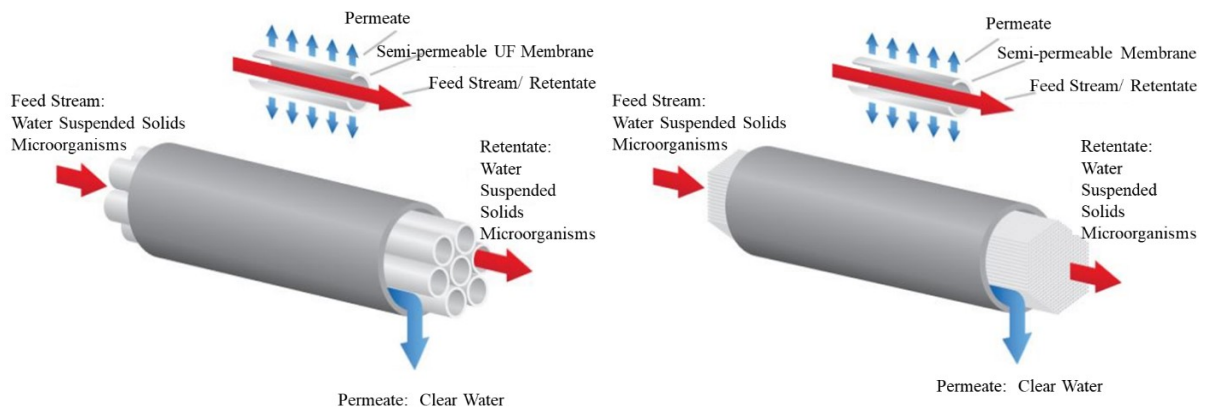 Permeate
Semi-permeable UF Membrane
Feed Stream/ Retentate
Feed Stream:
Water Suspended Solids
Microorganisms
Retentate:
Water
Suspended
Solids
Microorganisms
Permeate: Clear Water
Permeate
Semi-permeable Membrane
Feed Stream/ Retentate
Feed Stream:
Water Suspended Solids
Microorganisms
Retentate:
Water
Suspended
Solids
Microorganisms
Permeate: Clear Water